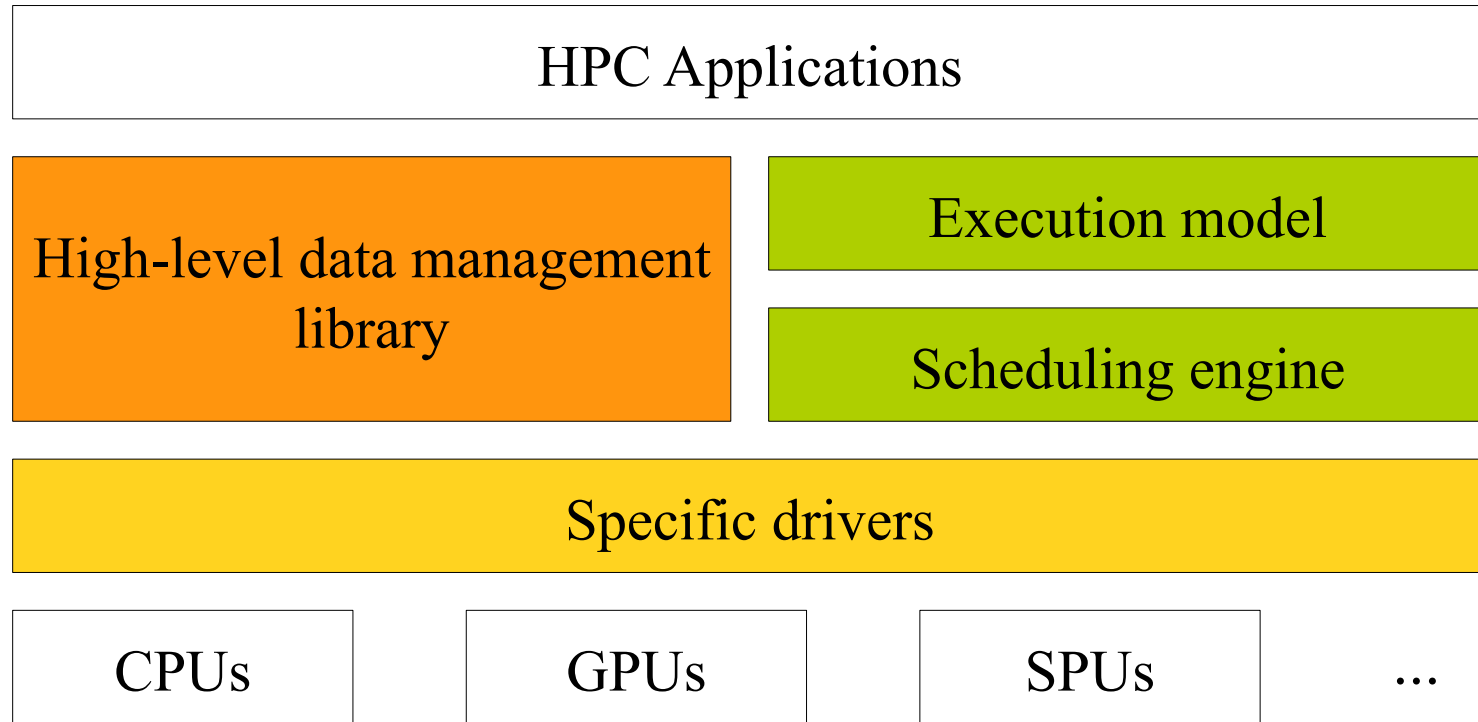 HPC Applications
High-level data management
library
Execution model
Scheduling engine
Specific drivers
CPUs
GPUs
SPUs
...